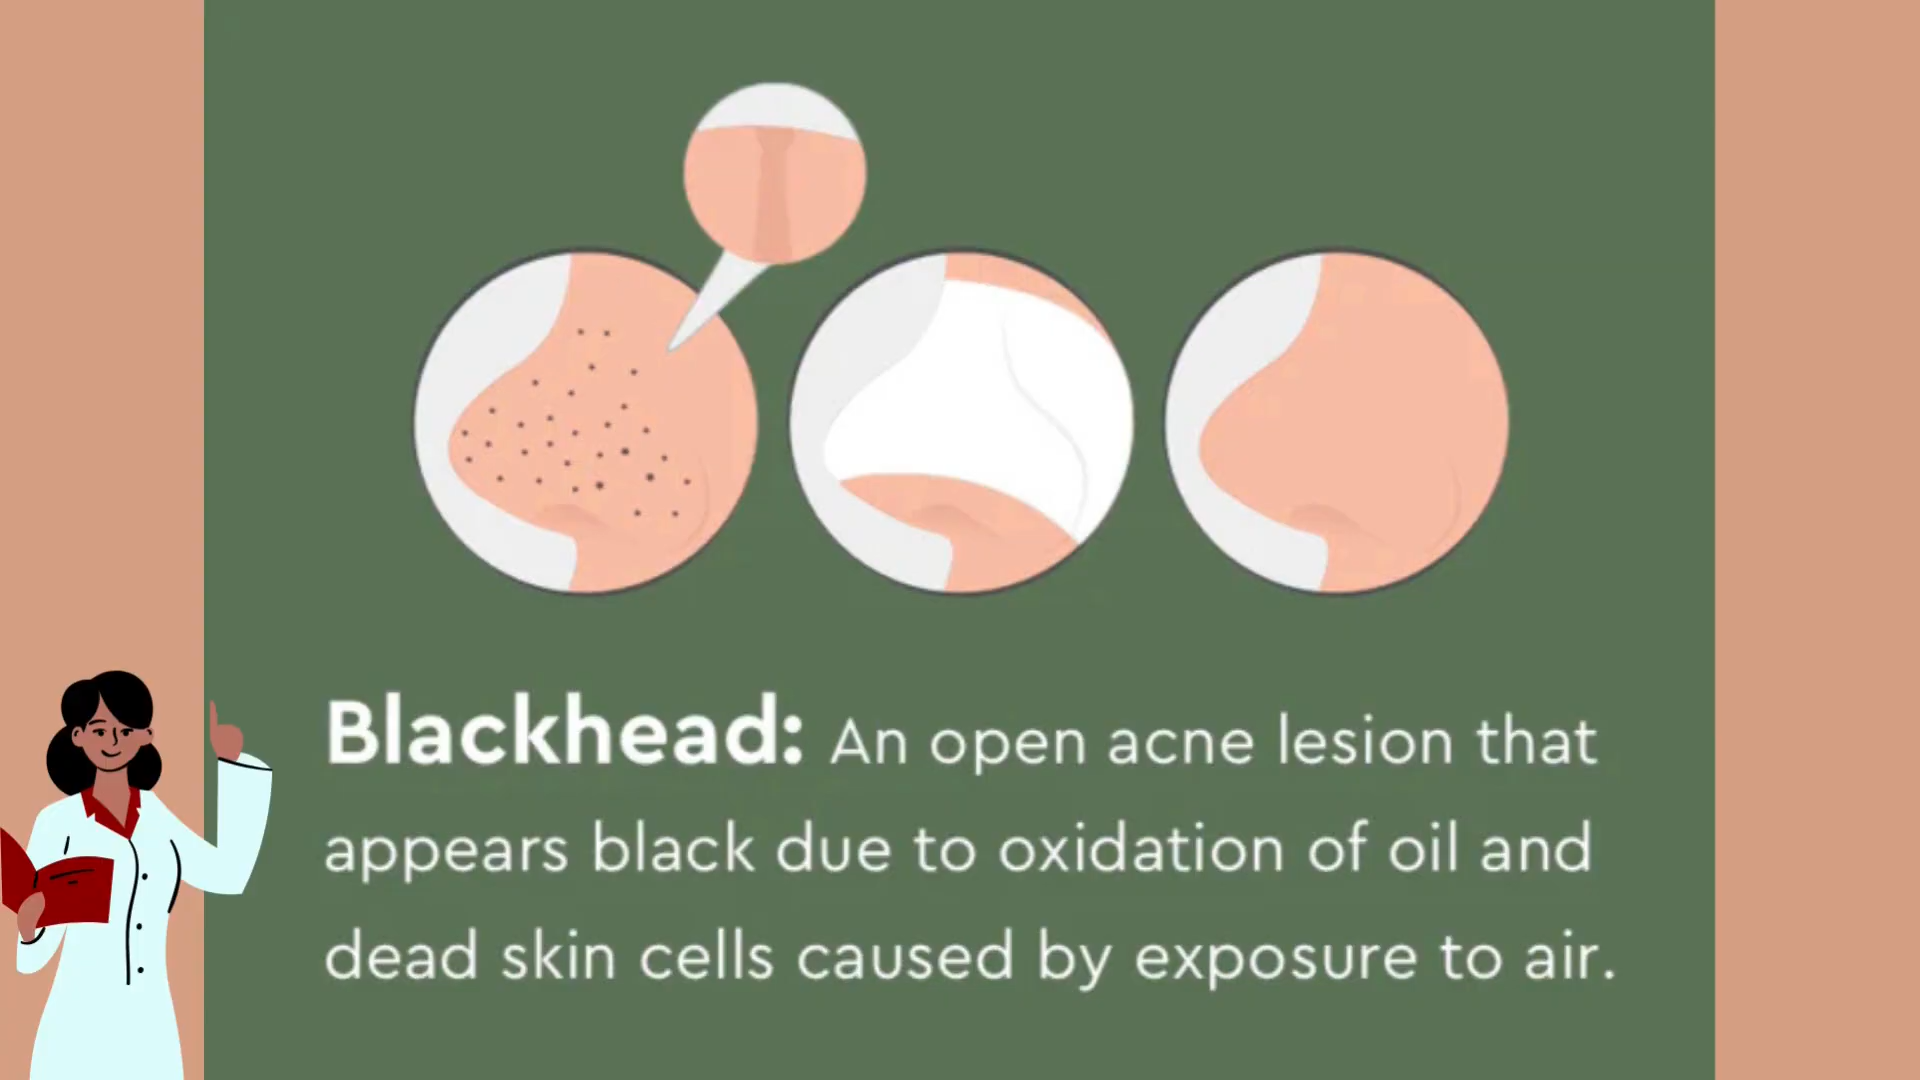 Blackhead: An open acne lesion that
appears black due to oxidation of oil and
dead skin cells caused by exposure to air.